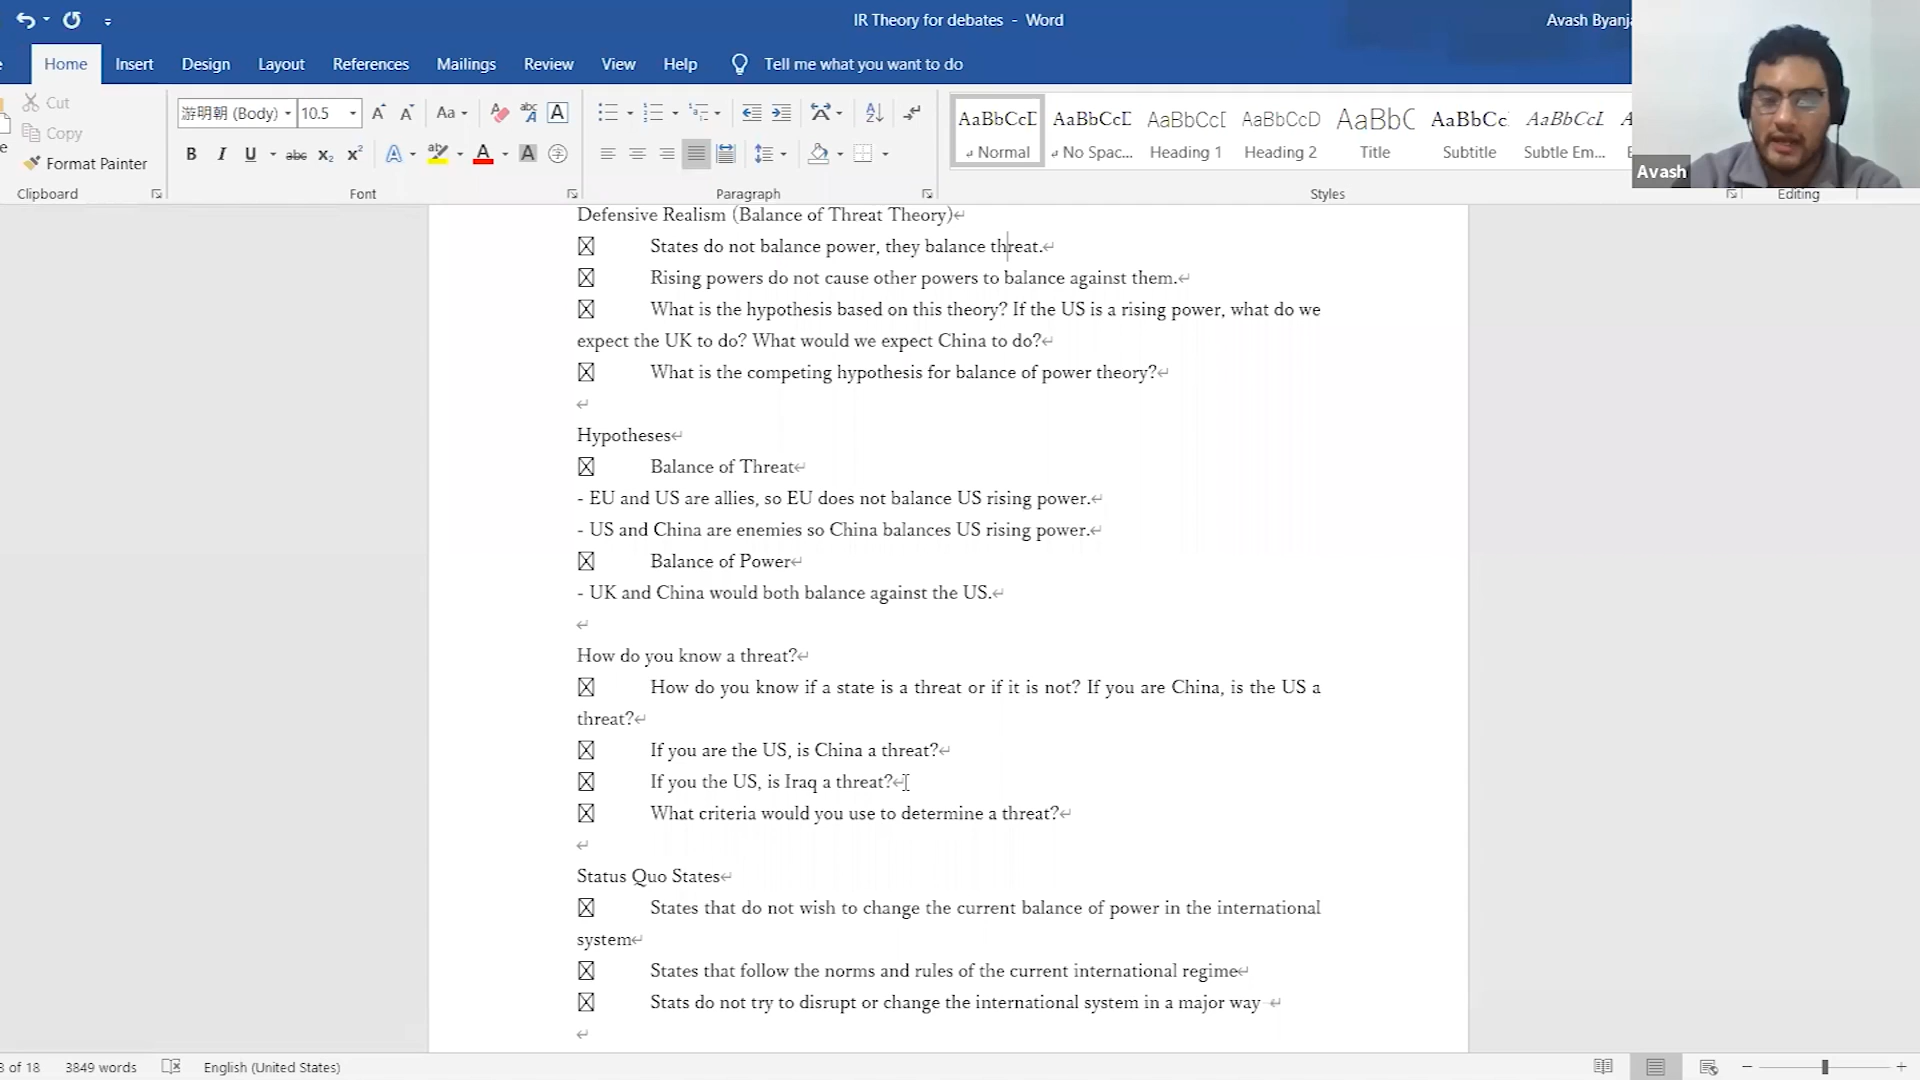 IR Theory for debates - Word
Avash Byanj
Home Insert Design Layout References Mailings Review View Help Tell me what you want to do
Cut
Copy
Format Painter
Clipboard
游明朝 (Body) 10.5
Font
Paragraph
AaBbCcD AaBbCcD AaBbC AaBbCcD AaBbC AaBbCc AaBbCcL
Normal No Spac... Heading 1 Heading 2 Title Subtitle Subtle Em...
Styles
Editing
Avash
Defensive Realism (Balance of Threat Theory)
States do not balance power, they balance threat.
Rising powers do not cause other powers to balance against them.
What is the hypothesis based on this theory? If the US is a rising power, what do we
expect the UK to do? What would we expect China to do?
What is the competing hypothesis for balance of power theory?
Hypotheses
Balance of Threat
- EU and US are allies, so EU does not balance US rising power.
- US and China are enemies so China balances US rising power.
Balance of Power
- UK and China would both balance against the US.
How do you know a threat?
How do you know if a state is a threat or if it is not? If you are China, is the US a
threat?
If you are the US, is China a threat?
If you the US, is Iraq a threat?
What criteria would you use to determine a threat?
Status Quo States
States that do not wish to change the current balance of power in the international
system
States that follow the norms and rules of the current international regime
Stats do not try to disrupt or change the international system in a major way
of 18 3849 words English (United States)